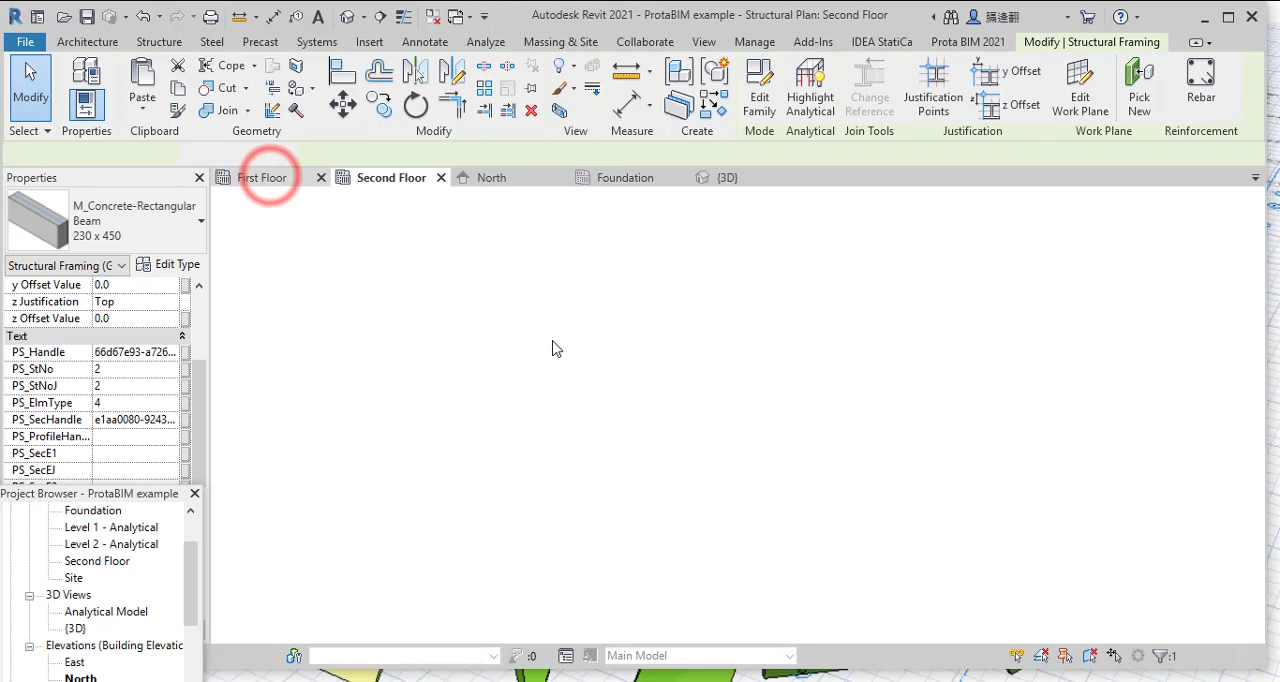 Autodesk Revit 2021 - ProtaBIM example - Structural Plan: Second Floor
File Architecture Structure Steel Precast Systems Insert Annotate Analyze Massing & Site Collaborate View Manage Add-Ins IDEA StatiCa Prota BIM 2021 Modify | Structural Framing
Modify Paste Cope Cut Join Edit Family Highlight Analytical Change Reference Justification Points y Offset z Offset Edit Work Plane Pick New Rebar
Select Properties Clipboard Geometry Modify View Measure Create Mode Analytical Join Tools Justification Work Plane Reinforcement
Properties
First Floor Second Floor North Foundation {3D}
M_Concrete-Rectangular
Beam
230 x 450
Structural Framing (C Edit Type
y Offset Value 0.0
z Justification Top
z Offset Value 0.0
Text
PS_Handle 66d67e93-a726...
PS_StNo 2
PS_StNoJ 2
PS_ElmType 4
PS_SecHandle e1aa0080-9243...
PS_ProfileHan...
PS_SecE1
PS_SecEJ
Project Browser - ProtaBIM example
Foundation
Level 1 - Analytical
Level 2 - Analytical
Second Floor
Site
3D Views
Analytical Model
{3D}
Elevations (Building Elevatio
East
North
:0 Main Model :1